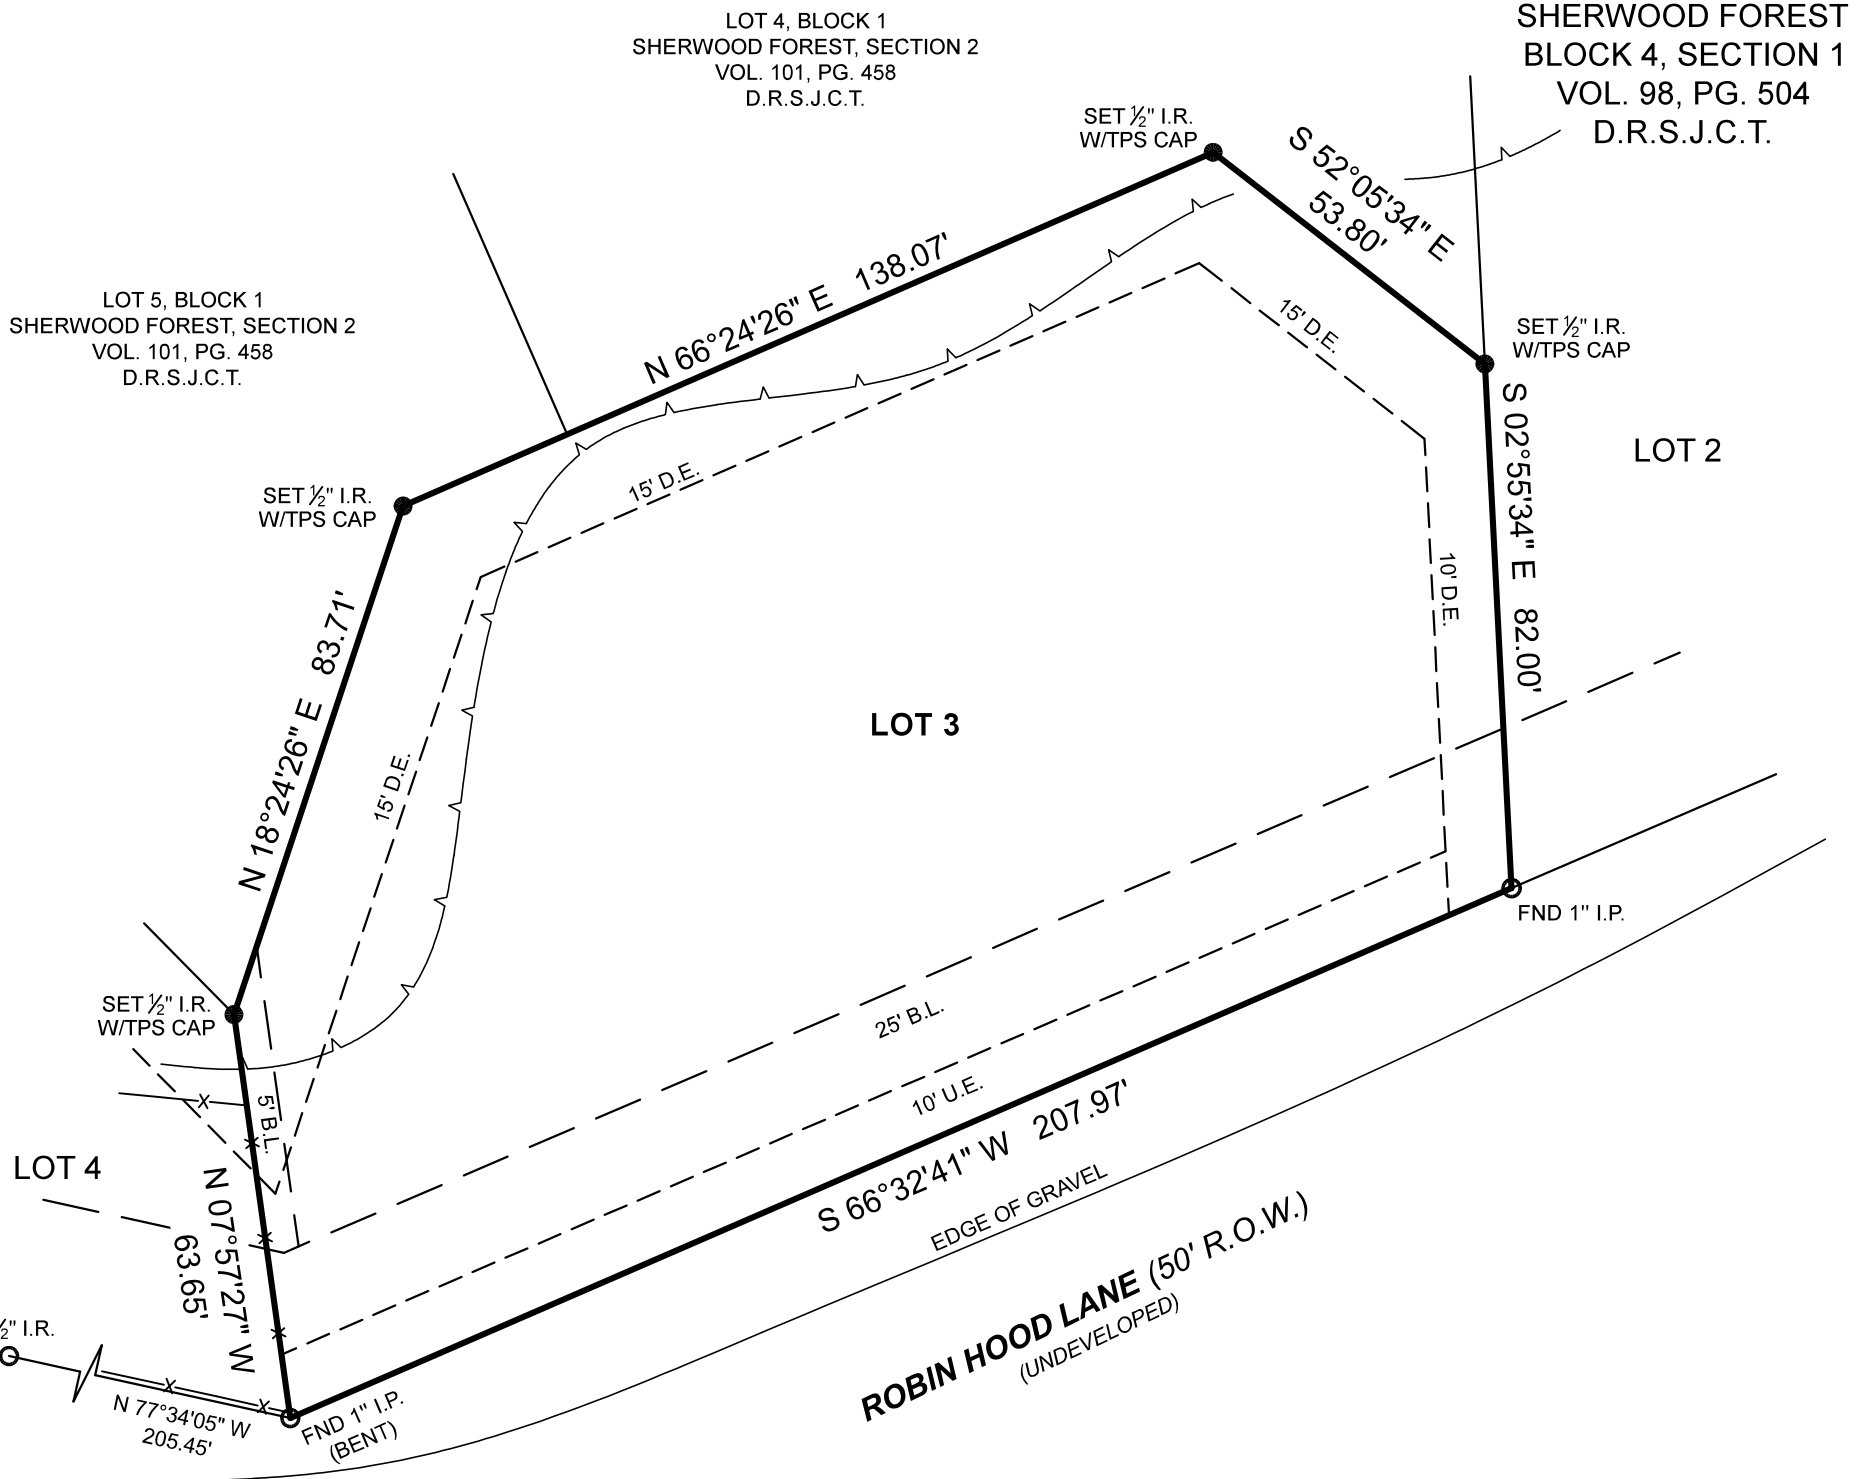 LOT 4, BLOCK 1
SHERWOOD FOREST, SECTION 2
VOL. 101, PG. 458
D.R.S.J.C.T.
SHERWOOD FOREST
BLOCK 4, SECTION 1
VOL. 98, PG. 504
D.R.S.J.C.T.
SET ½" I.R.
W/TPS CAP
S 52°05'34" E
53.80'
LOT 5, BLOCK 1
SHERWOOD FOREST, SECTION 2
VOL. 101, PG. 458
D.R.S.J.C.T.
N 66°24'26" E 138.07'
15' D.E.
SET ½" I.R.
W/TPS CAP
S 02°55'34" E 82.00'
LOT 2
15' D.E.
SET ½" I.R.
W/TPS CAP
10' D.E.
N 18°24'26" E 83.71'
15' D.E.
LOT 3
FND 1" I.P.
SET ½" I.R.
W/TPS CAP
25' B.L.
5' B.L.
10' U.E.
LOT 4
N 07°57'27" W
63.65'
S 66°32'41" W 207.97'
EDGE OF GRAVEL
ROBIN HOOD LANE (50' R.O.W.)
(UNDEVELOPED)
½" I.R.
N 77°34'05" W
205.45'
FND 1" I.P.
(BENT)